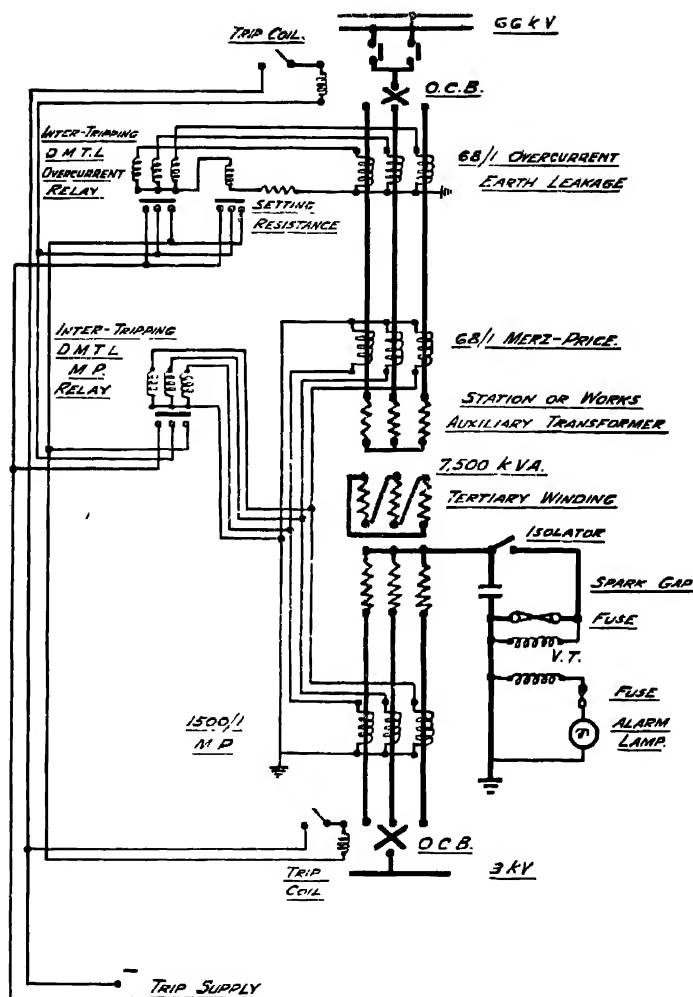 66 kV
TRIP COIL.
O.C.B.
INTER-TRIPPING
D M T L
OVERCURRENT
RELAY
68/1 OVERCURRENT
EARTH LEAKAGE
SETTING
RESISTANCE
INTER-TRIPPING
D M T L
M P.
RELAY
68/1 MERZ-PRICE.
STATION OR WORKS
AUXILIARY TRANSFORMER
7,500 k V A.
TERTIARY WINDING
ISOLATOR
SPARK GAP
FUSE
V.T.
FUSE
ALARM
LAMP.
1500/1
M P
O C B.
TRIP
COIL
3 kV
–
TRIP SUPPLY